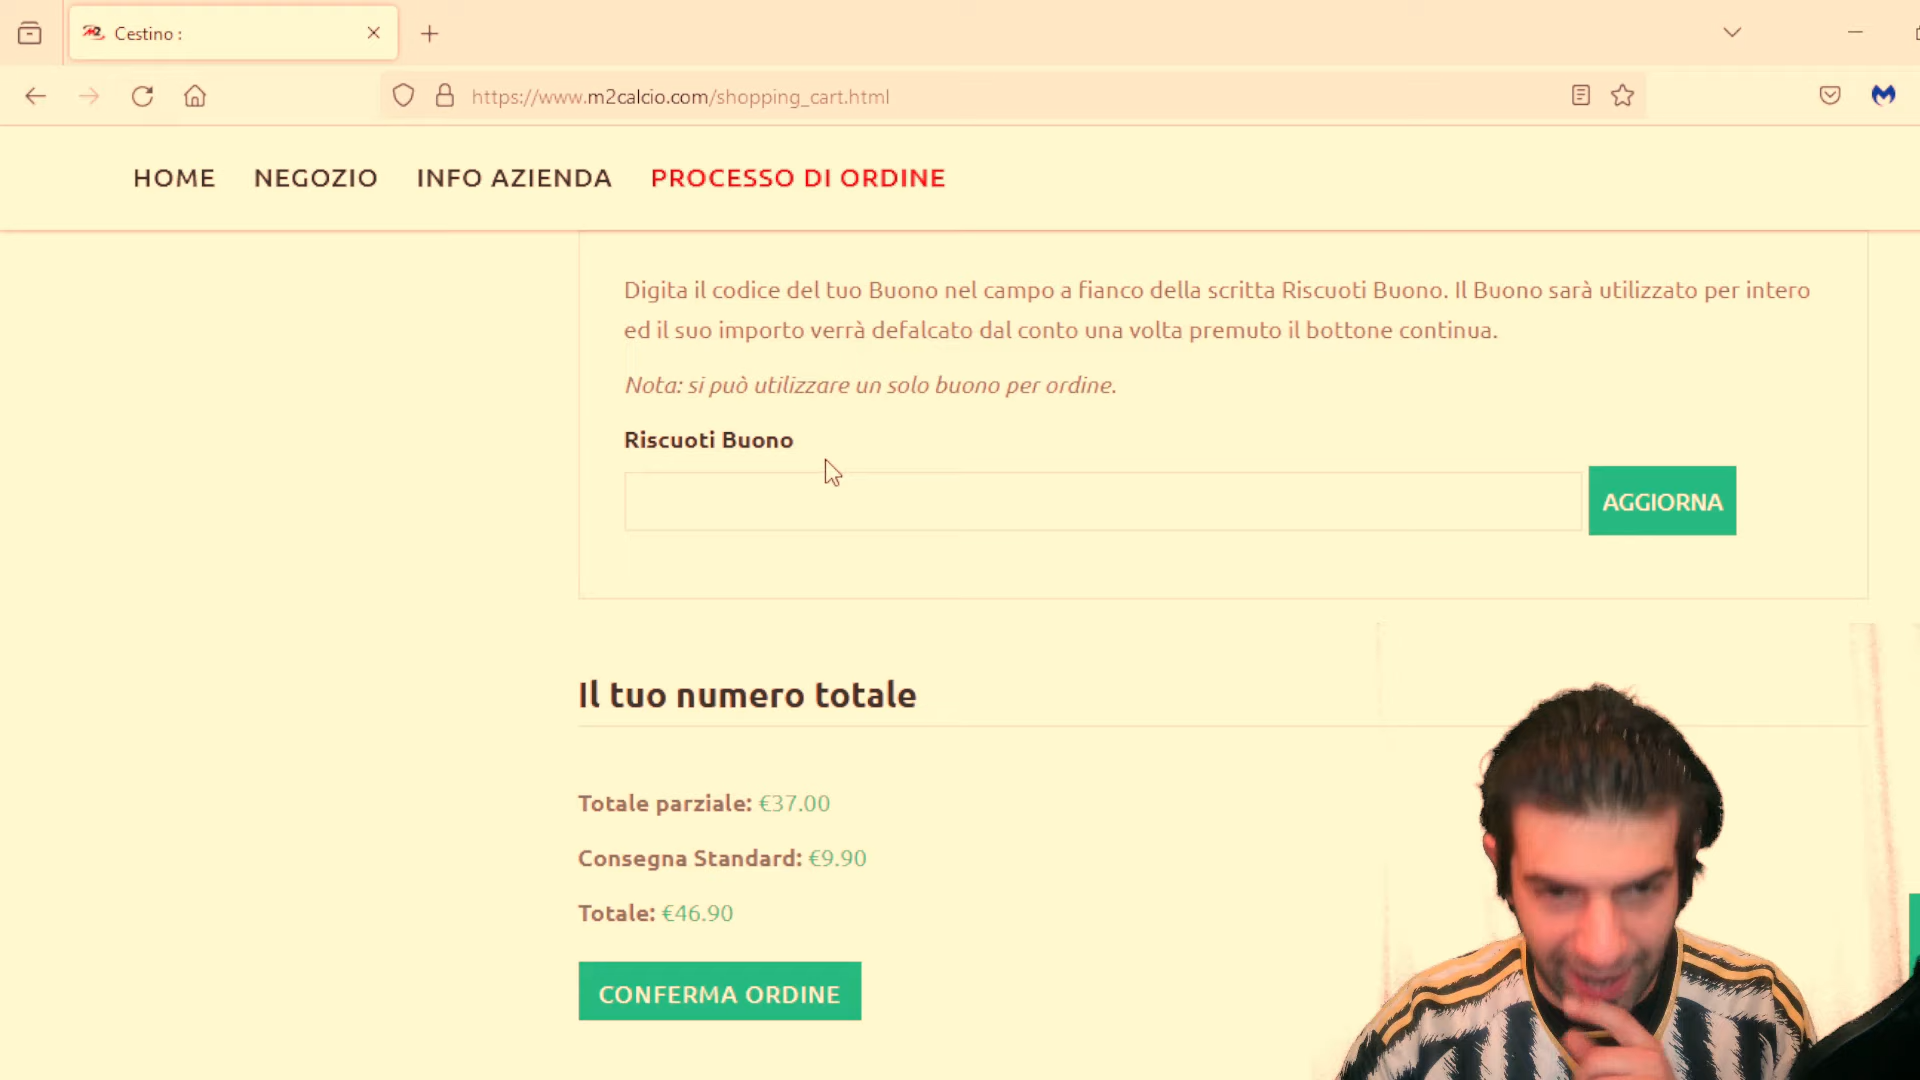 Cestino :
https://www.m2calcio.com/shopping_cart.html
HOME NEGOZIO INFO AZIENDA PROCESSO DI ORDINE
Digita il codice del tuo Buono nel campo a fianco della scritta Riscuoti Buono. Il Buono sarà utilizzato per intero
ed il suo importo verrà defalcato dal conto una volta premuto il bottone continua.
Nota: si può utilizzare un solo buono per ordine.
Riscuoti Buono
AGGIORNA
Il tuo numero totale
Totale parziale: €37.00
Consegna Standard: €9.90
Totale: €46.90
CONFERMA ORDINE